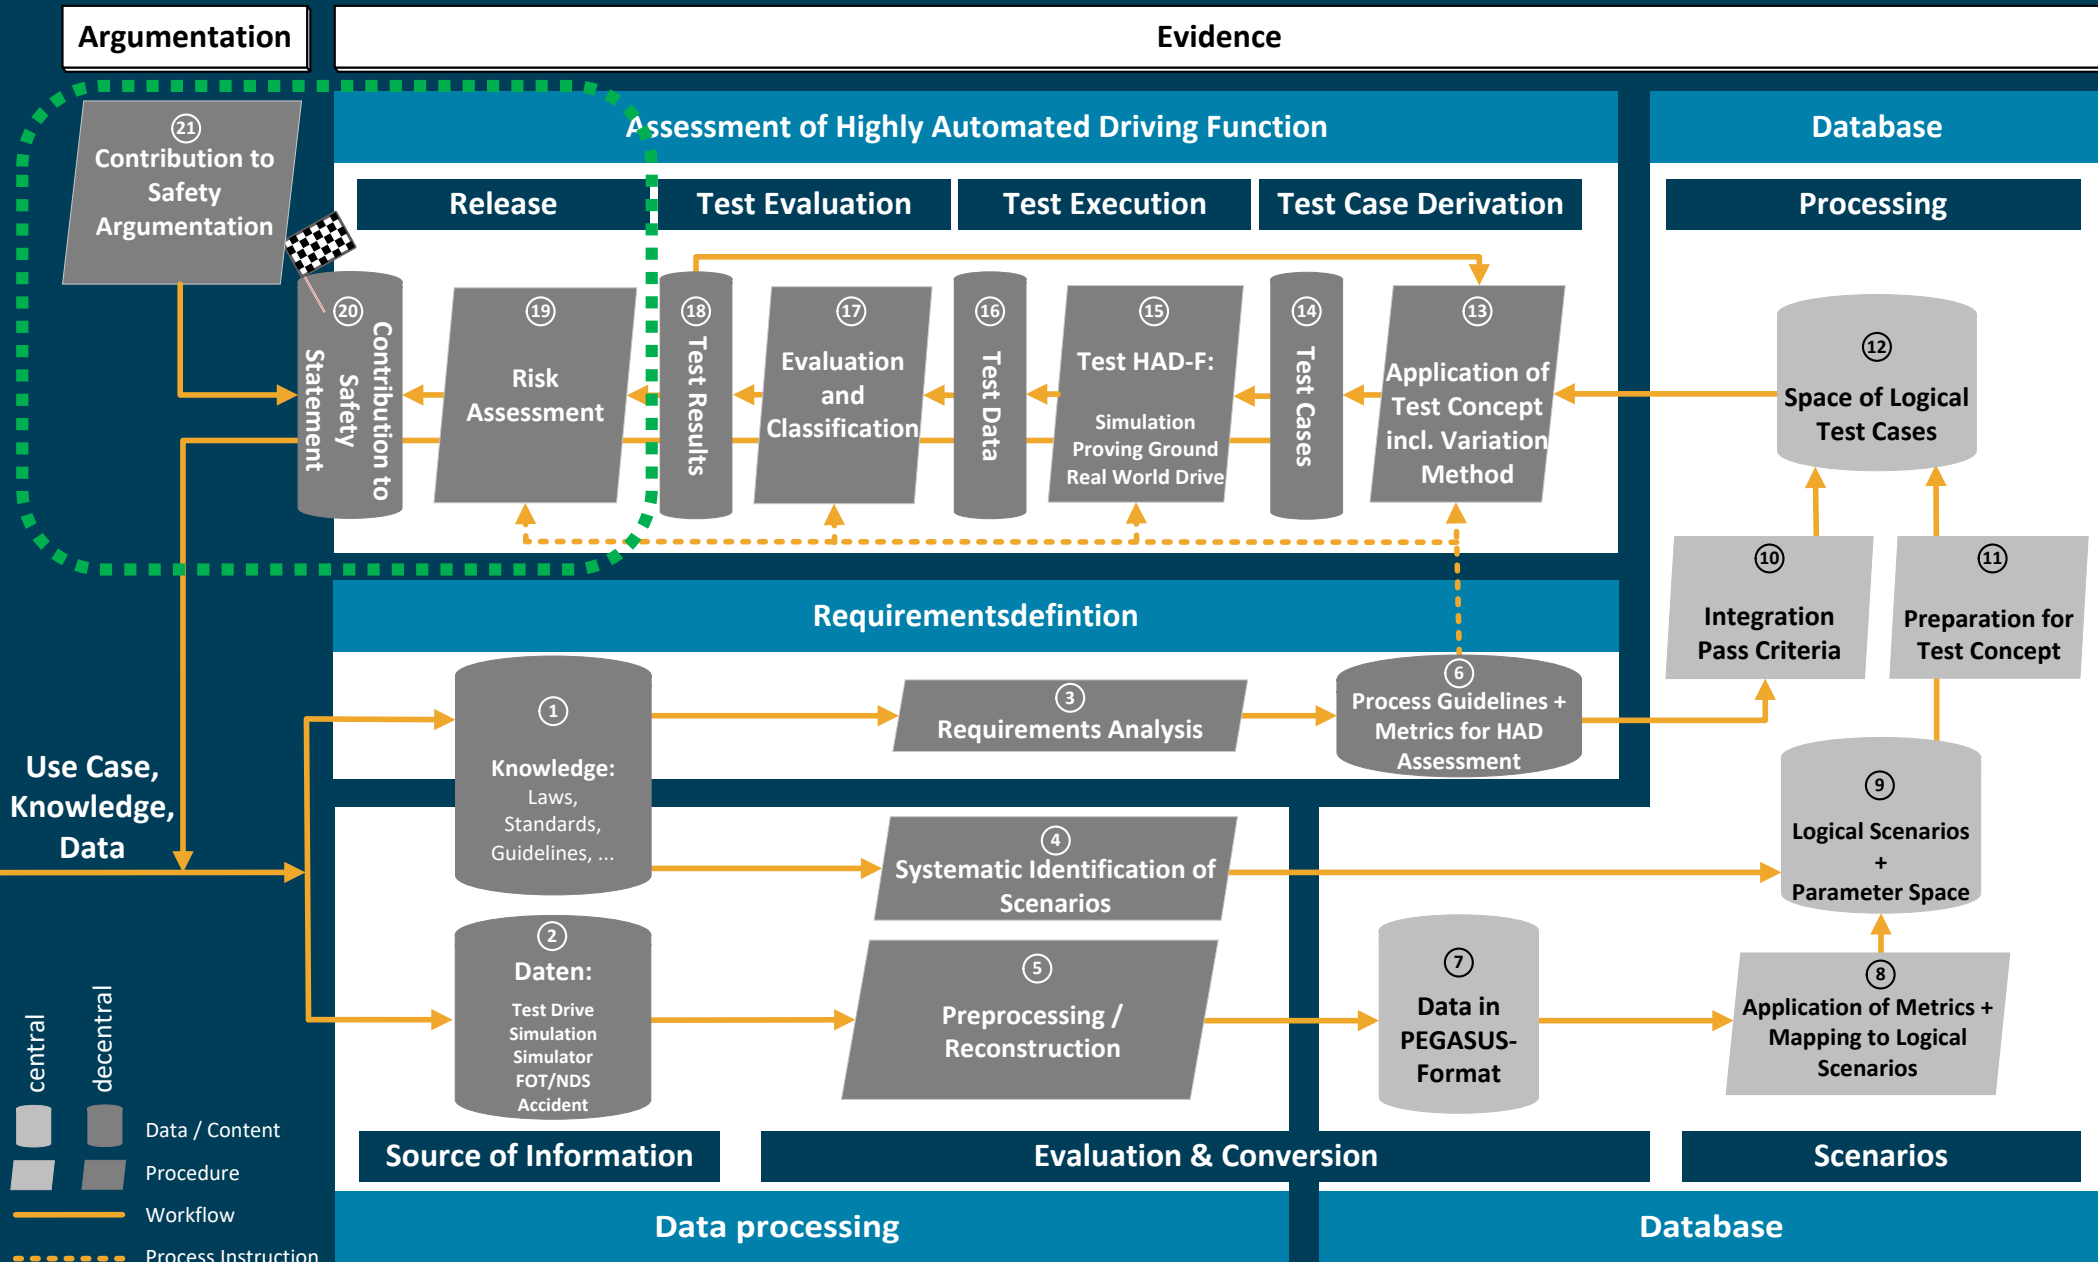 Argumentation
Evidence
21
Contribution to
Safety
Argumentation
Assessment of Highly Automated Driving Function
Database
Release
Test Evaluation
Test Execution
Test Case Derivation
Processing
20
Contribution to
Safety
Statement
19
Risk
Assessment
18
Test Results
17
Evaluation
and
Classification
16
Test Data
15
Test HAD-F:
Simulation
Proving Ground
Real World Drive
14
Test Cases
13
Application of
Test Concept
incl. Variation
Method
12
Space of Logical
Test Cases
10
Integration
Pass Criteria
11
Preparation for
Test Concept
Requirementsdefintion
1
Knowledge:
Laws,
Standards,
Guidelines, ...
3
Requirements Analysis
6
Process Guidelines +
Metrics for HAD
Assessment
Use Case,
Knowledge,
Data
4
Systematic Identification of
Scenarios
9
Logical Scenarios
+
Parameter Space
2
Daten:
Test Drive
Simulation
Simulator
FOT/NDS
Accident
5
Preprocessing /
Reconstruction
7
Data in
PEGASUS-
Format
8
Application of Metrics +
Mapping to Logical
Scenarios
central
decentral
Data / Content
Procedure
Workflow
Process Instruction
Source of Information
Evaluation & Conversion
Scenarios
Data processing
Database